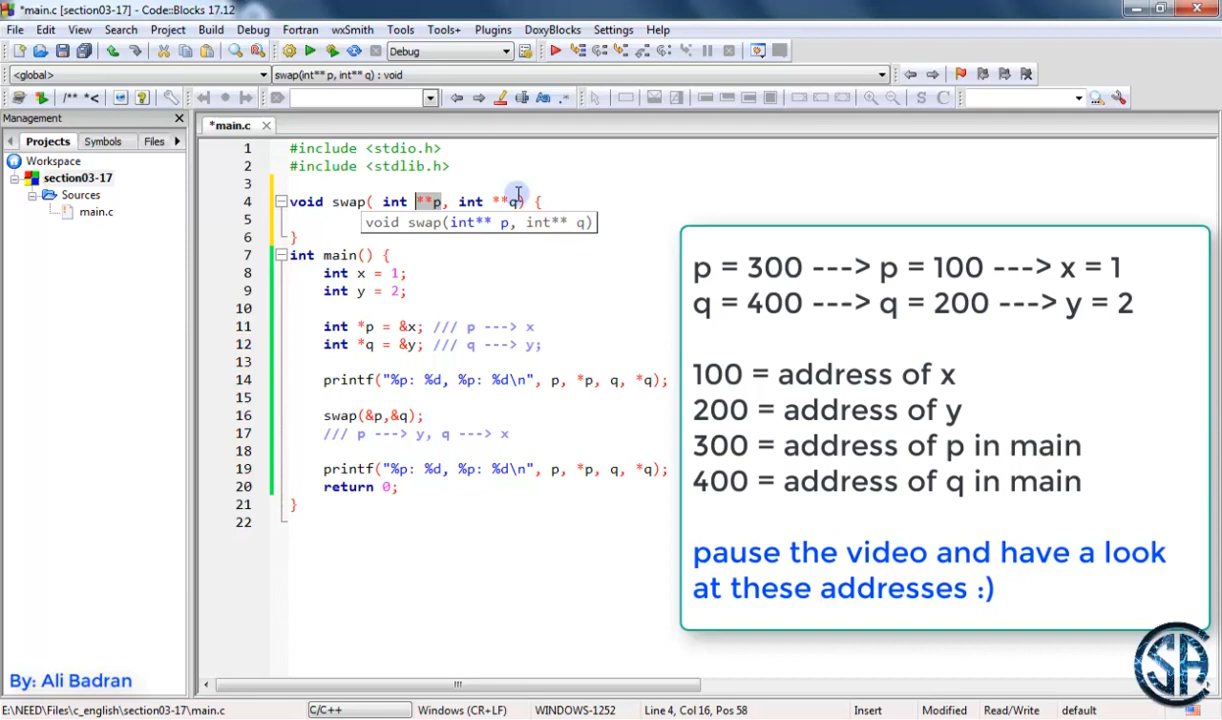 *main.c [section03-17] - Code::Blocks 17.12
File Edit View Search Project Build Debug Fortran wxSmith Tools Tools+ Plugins DoxyBlocks Settings Help
Debug
<global> swap(int** p, int** q) : void
/** *< S C
Management
*main.c
Projects Symbols Files
Workspace
section03-17
Sources
main.c
1 #include <stdio.h>
2 #include <stdlib.h>
3
4 void swap( int **p, int **q) {
5 void swap(int** p, int** q)
6 }
7 int main() {
8 int x = 1;
9 int y = 2;
10
11 int *p = &x; /// p ---> x
12 int *q = &y; /// q ---> y;
13
14 printf("%p: %d, %p: %d\n", p, *p, q, *q);
15
16 swap(&p,&q);
17 /// p ---> y, q ---> x
18
19 printf("%p: %d, %p: %d\n", p, *p, q, *q);
20 return 0;
21 }
22
p = 300 ---> p = 100 ---> x = 1
q = 400 ---> q = 200 ---> y = 2
100 = address of x
200 = address of y
300 = address of p in main
400 = address of q in main
pause the video and have a look
at these addresses :)
By: Ali Badran
E:\NEED\Files\c_english\section03-17\main.c C/C++ Windows (CR+LF) WINDOWS-1252 Line 4, Col 16, Pos 58 Insert Modified Read/Write default